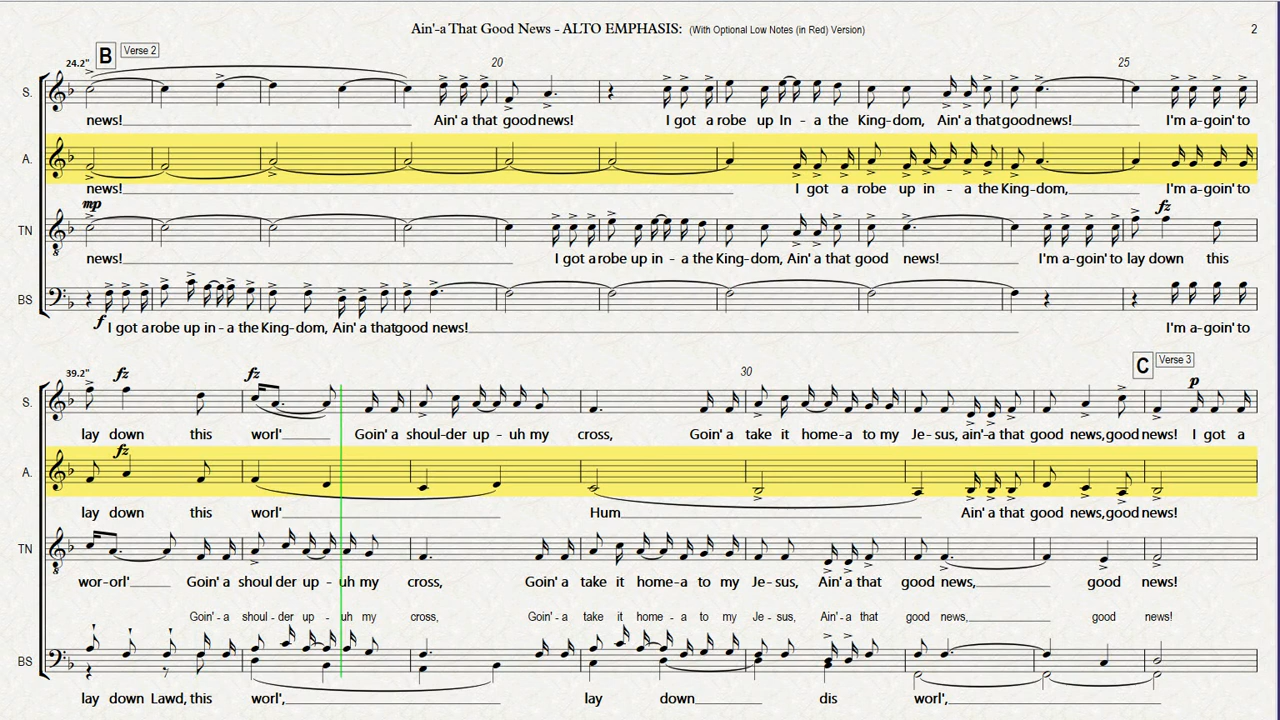 Ain'-a That Good News - ALTO EMPHASIS: (With Optional Low Notes (in Red) Version) 2
24.2" B Verse 2 20 25
S.
news! Ain' a that good news! I got a robe up In - a the King-dom, Ain' a that good news! I'm a-goin' to
A.
news! I got a robe up in - a the King-dom, I'm a-goin' to
mp fz
TN
news! I got a robe up in - a the King-dom, Ain' a that good news! I'm a-goin' to lay down this
BS
f I got a robe up in - a the King-dom, Ain' a that good news! I'm a-goin' to
39.2" fz fz 30 C Verse 3 p
S.
lay down this worl' Goin' a shoul-der up - uh my cross, Goin' a take it home-a to my Je-sus, ain'-a that good news, good news! I got a
fz
A.
lay down this worl' Hum Ain' a that good news, good news!
TN
wor-orl' Goin' a shoul der up - uh my cross, Goin' a take it home-a to my Je-sus, Ain' a that good news, good news!
Goin' - a shoul - der up - uh my cross, Goin' - a take it home - a to my Je - sus, Ain' - a that good news, good news!
BS
lay down Lawd, this worl', lay down dis worl',